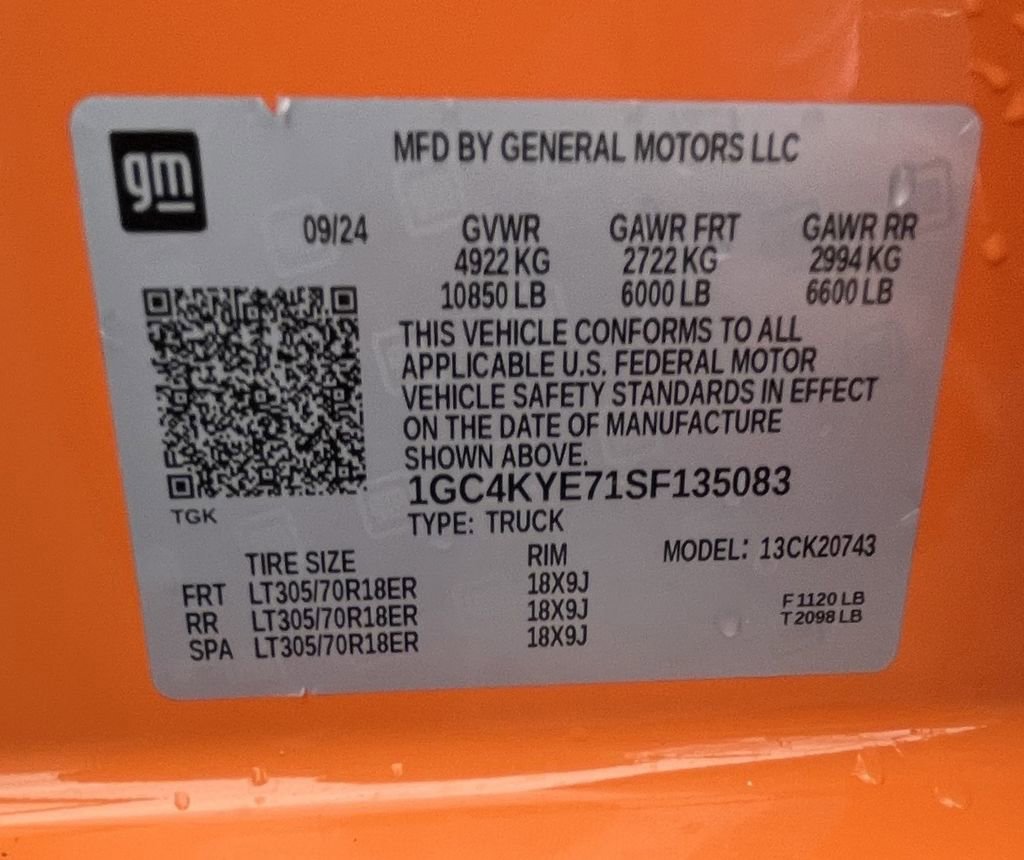 gm
MFD BY GENERAL MOTORS LLC
09/24 GVWR GAWR FRT GAWR RR
4922 KG 2722 KG 2994 KG
10850 LB 6000 LB 6600 LB
THIS VEHICLE CONFORMS TO ALL
APPLICABLE U.S. FEDERAL MOTOR
VEHICLE SAFETY STANDARDS IN EFFECT
ON THE DATE OF MANUFACTURE
SHOWN ABOVE.
1GC4KYE71SF135083
TGK
TYPE: TRUCK
TIRE SIZE RIM MODEL: 13CK20743
FRT LT305/70R18ER 18X9J
RR LT305/70R18ER 18X9J
SPA LT305/70R18ER 18X9J
F 1120 LB
T 2098 LB